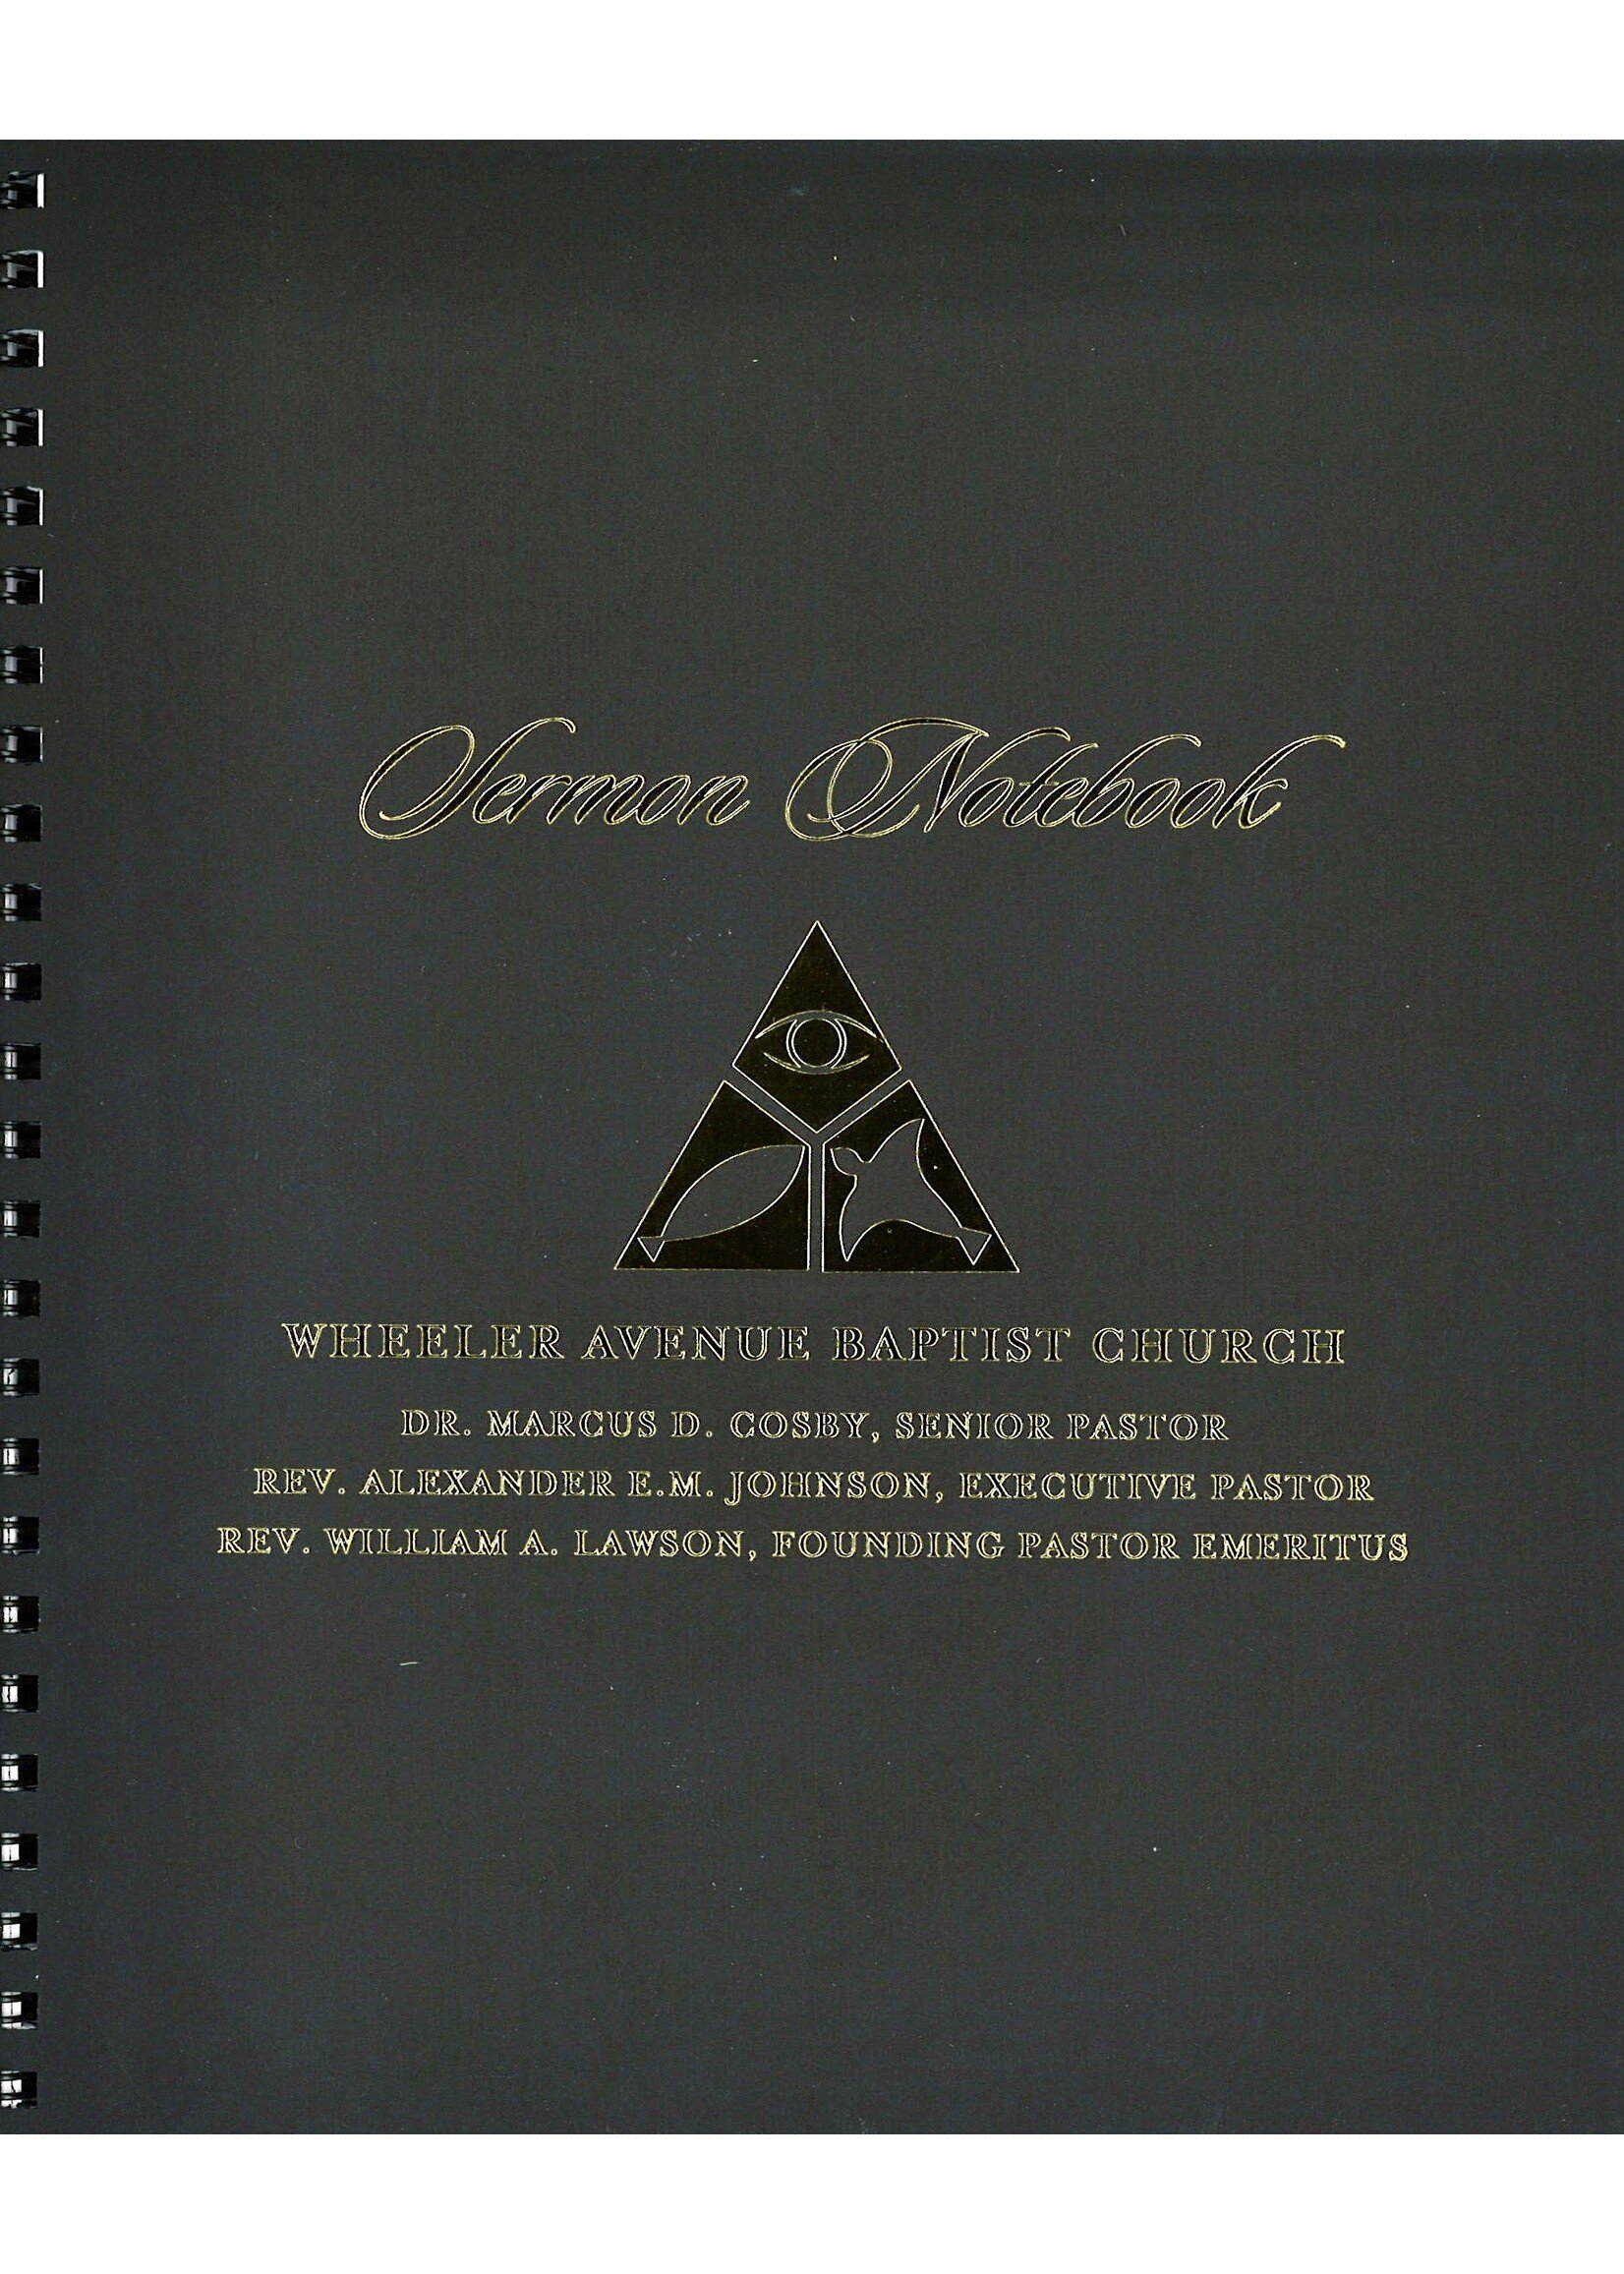 Sermon Notebook
WHEELER AVENUE BAPTIST CHURCH
DR. MARCUS D. COSBY, SENIOR PASTOR
REV. ALEXANDER E.M. JOHNSON, EXECUTIVE PASTOR
REV. WILLIAM A. LAWSON, FOUNDING PASTOR EMERITUS